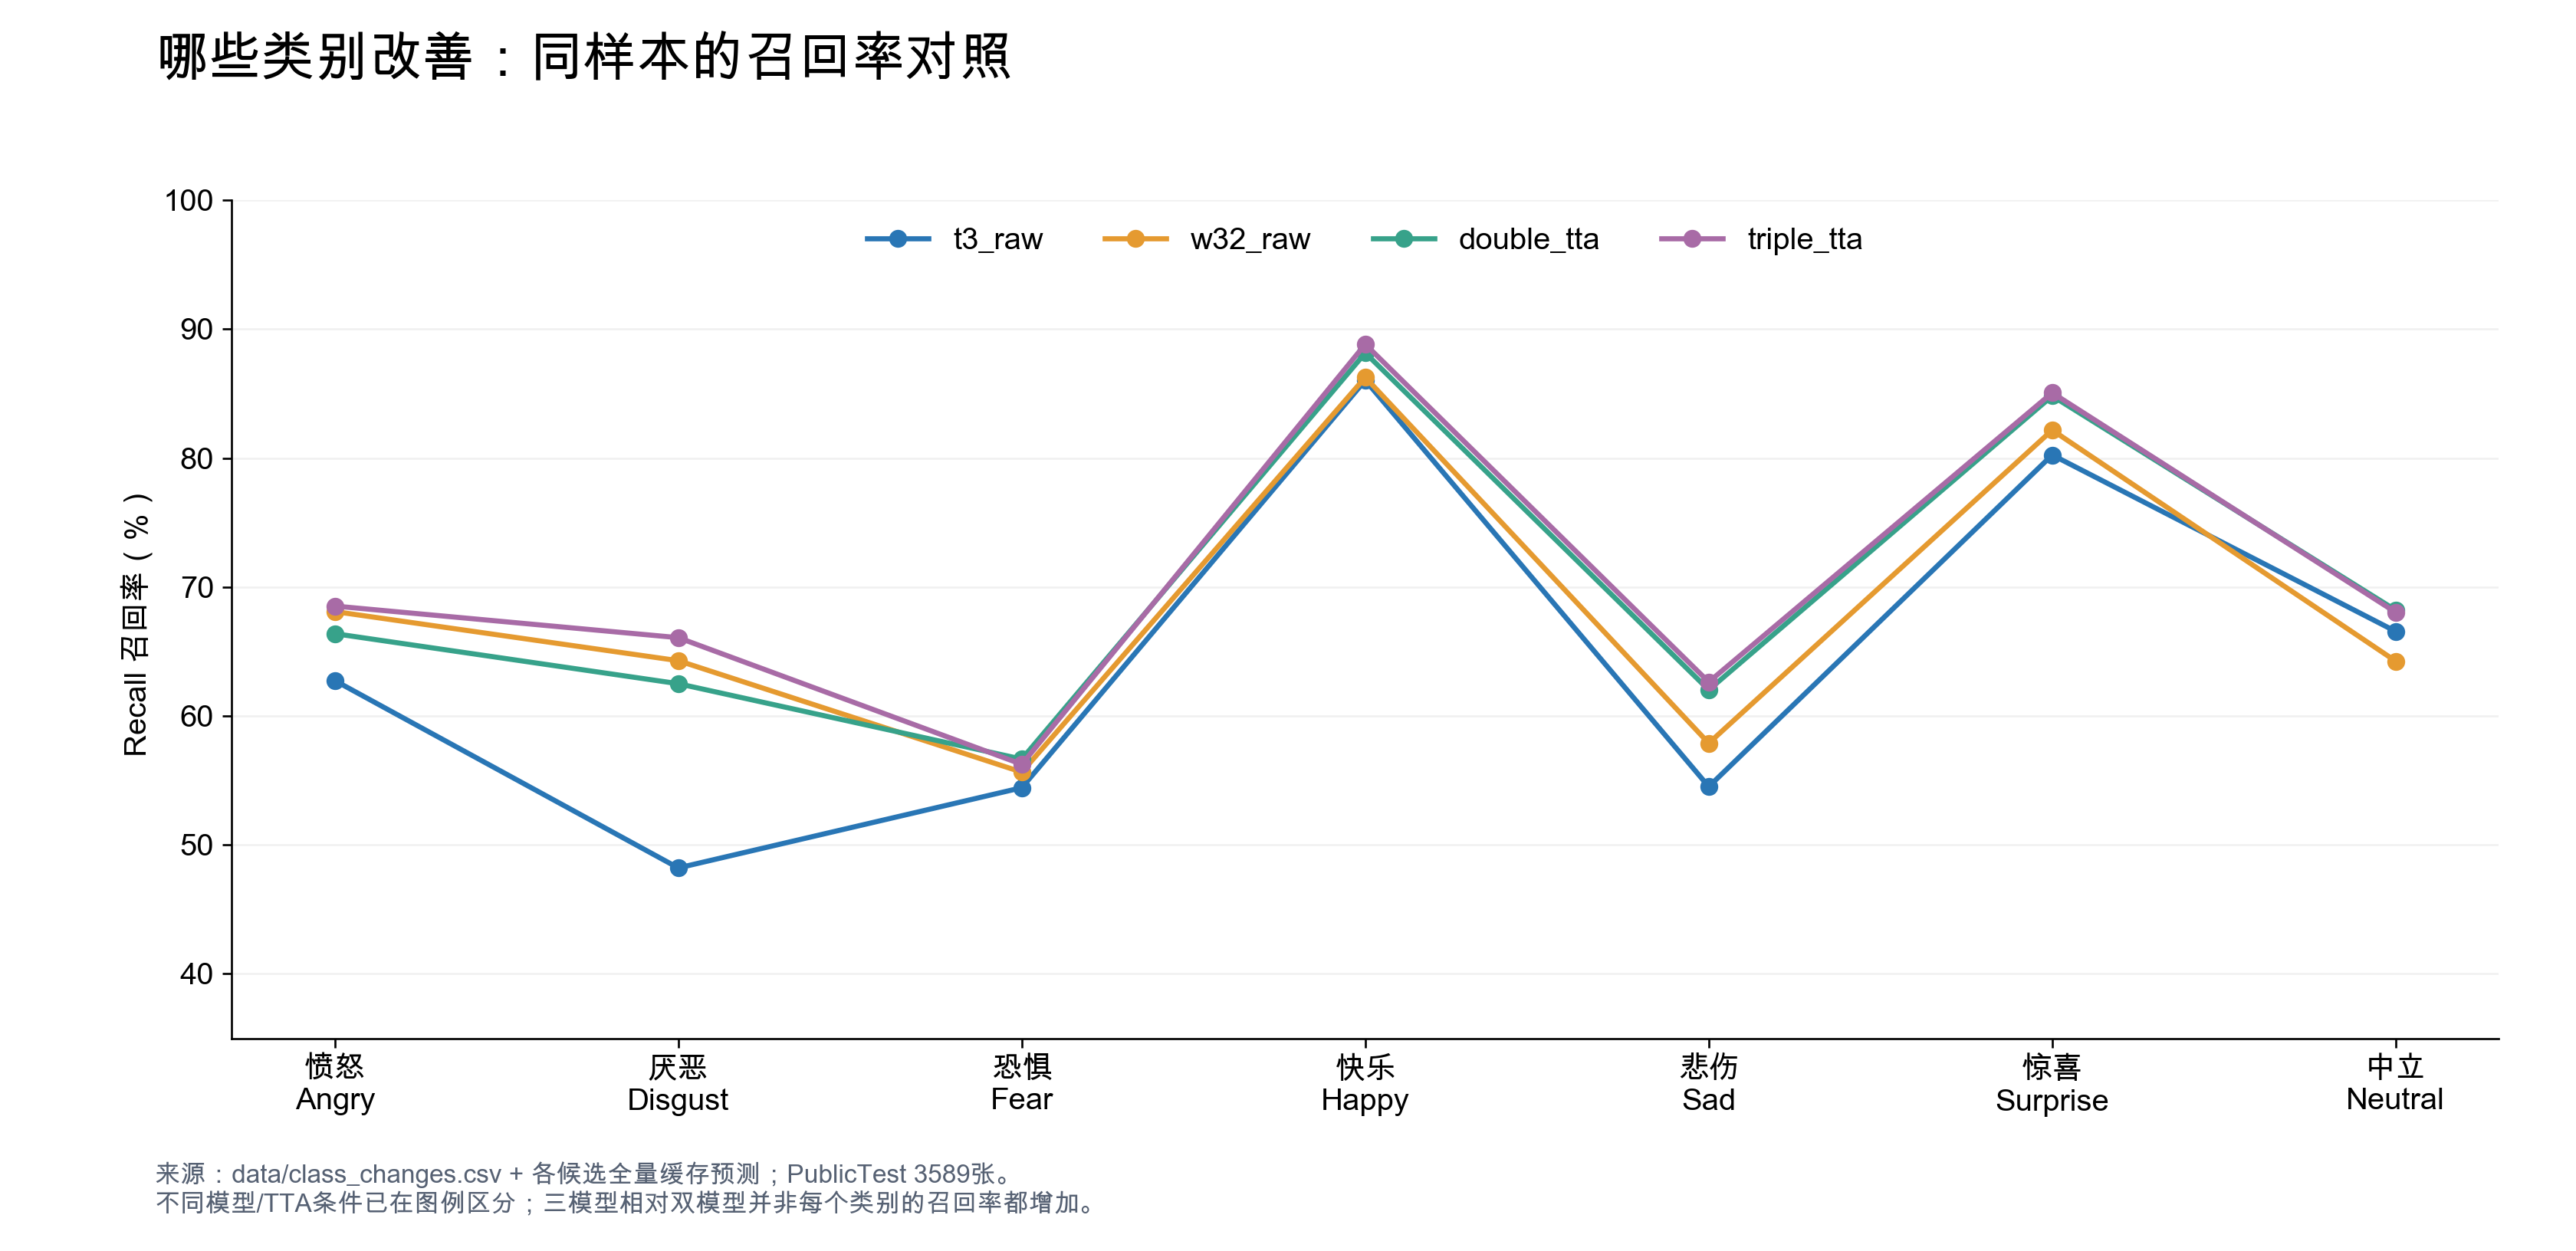 哪些类别改善：同样本的召回率对照
100
90
80
70
60
50
40
Recall 召回率（%）
t3_raw
w32_raw
double_tta
triple_tta
愤怒
Angry
厌恶
Disgust
恐惧
Fear
快乐
Happy
悲伤
Sad
惊喜
Surprise
中立
Neutral
来源：data/class_changes.csv + 各候选全量缓存预测；PublicTest 3589张。
不同模型/TTA条件已在图例区分；三模型相对双模型并非每个类别的召回率都增加。